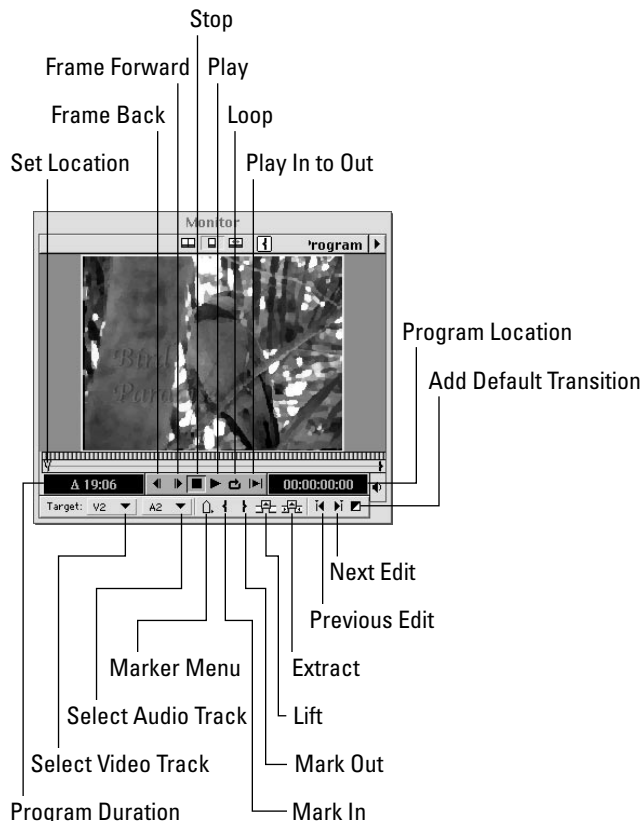 Stop
Frame Forward Play
Frame Back Loop
Set Location Play In to Out
Monitor
Program
Birds
Program Location
Add Default Transition
Δ 19:06 00:00:00:00
Target: V2 A2
Next Edit
Previous Edit
Marker Menu Extract
Select Audio Track Lift
Select Video Track Mark Out
Program Duration Mark In